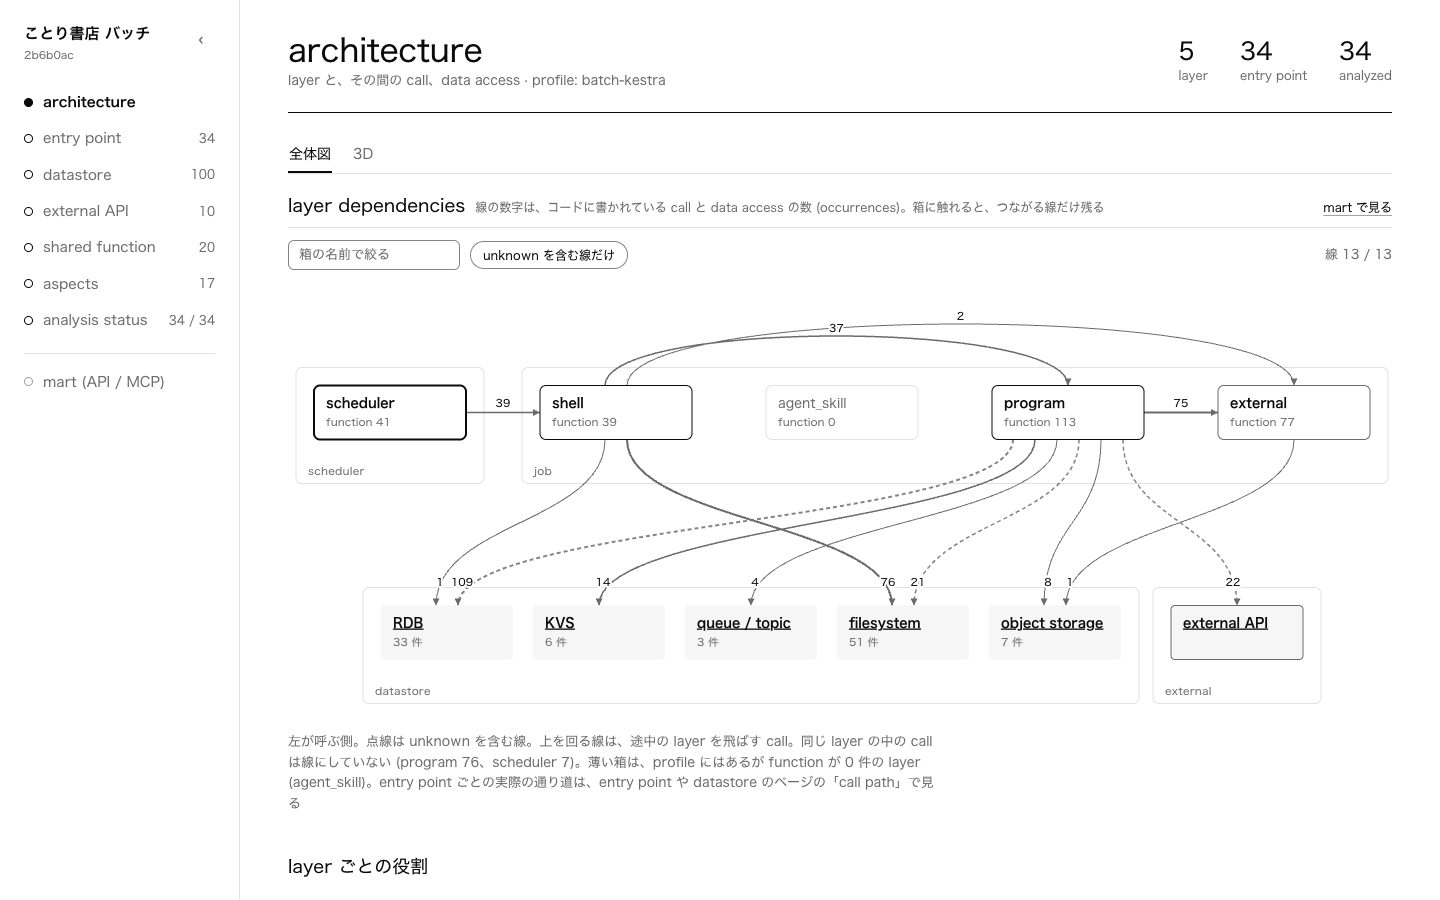 ことり書店 バッチ
2b6b0ac
‹
architecture
entry point 34
datastore 100
external API 10
shared function 20
aspects 17
analysis status 34 / 34
mart (API / MCP)
architecture
layer と、その間の call、data access · profile: batch-kestra
5
layer
34
entry point
34
analyzed
全体図 3D
layer dependencies 線の数字は、コードに書かれている call と data access の数 (occurrences)。箱に触れると、つながる線だけ残る
mart で見る
箱の名前で絞る
unknown を含む線だけ
線 13 / 13
2
37
scheduler
function 41
scheduler
39
shell
function 39
agent_skill
function 0
program
function 113
75
external
function 77
job
1 109 14 4 76 21 8 1 22
RDB
33 件
KVS
6 件
queue / topic
3 件
filesystem
51 件
object storage
7 件
datastore
external API
external
左が呼ぶ側。点線は unknown を含む線。上を回る線は、途中の layer を飛ばす call。同じ layer の中の call
は線にしていない (program 76、scheduler 7)。薄い箱は、profile にはあるが function が 0 件の layer
(agent_skill)。entry point ごとの実際の通り道は、entry point や datastore のページの「call path」で見
る
layer ごとの役割